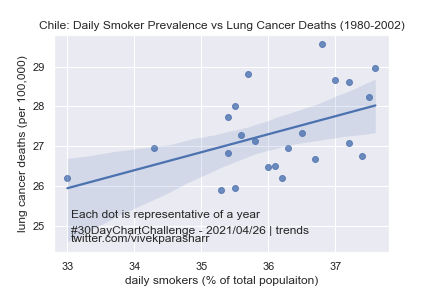 Chile: Daily Smoker Prevalence vs Lung Cancer Deaths (1980-2002)
lung cancer deaths (per 100,000)
29
28
27
26
25
Each dot is representative of a year
#30DayChartChallenge - 2021/04/26 | trends
twitter.com/vivekparasharr
33 34 35 36 37
daily smokers (% of total populaiton)